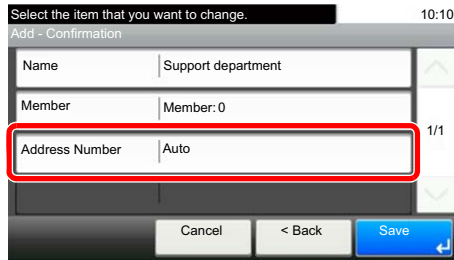 Select the item that you want to change. 10:10
Add - Confirmation
Name Support department
Member Member: 0
1/1
Address Number Auto
Cancel < Back Save